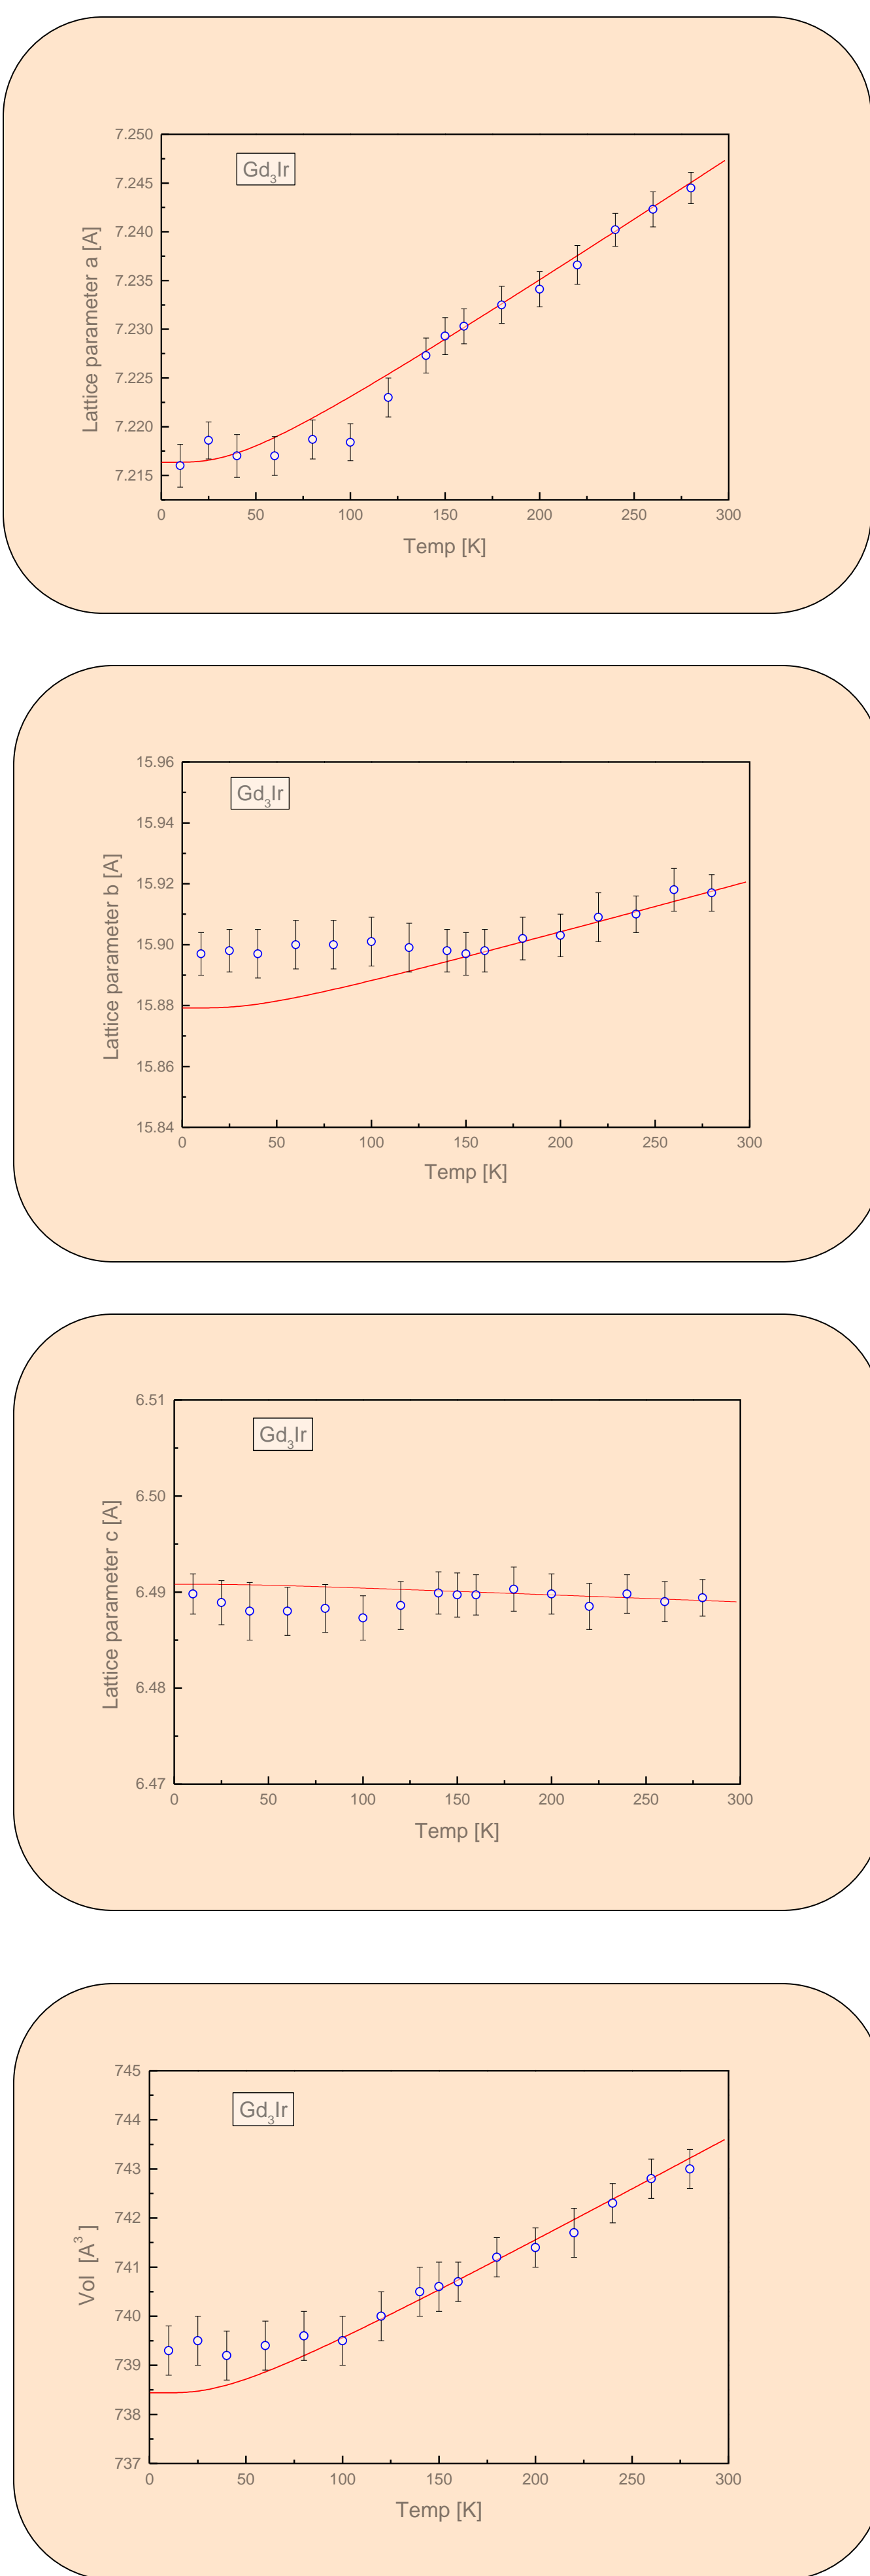 7.250
Gd₃Ir
7.245
7.240
7.235
7.230
7.225
7.220
7.215
Lattice parameter a [A]
0 50 100 150 200 250 300
Temp [K]
15.96
Gd₃Ir
15.94
15.92
15.90
15.88
15.86
15.84
Lattice parameter b [A]
0 50 100 150 200 250 300
Temp [K]
6.51
Gd₃Ir
6.50
6.49
6.48
6.47
Lattice parameter c [A]
0 50 100 150 200 250 300
Temp [K]
745
Gd₃Ir
744
743
742
741
740
739
738
737
Vol [A³ ]
0 50 100 150 200 250 300
Temp [K]